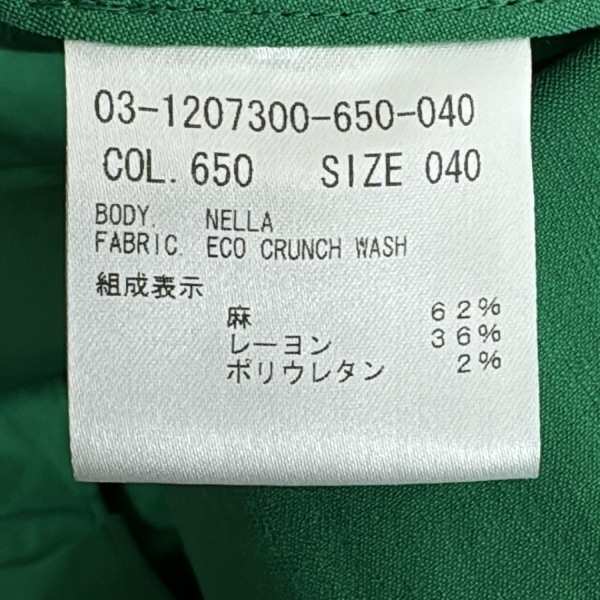 03-1207300-650-040
COL. 650 SIZE 040
BODY. NELLA
FABRIC. ECO CRUNCH WASH
組成表示
麻 62%
レーヨン 36%
ポリウレタン 2%